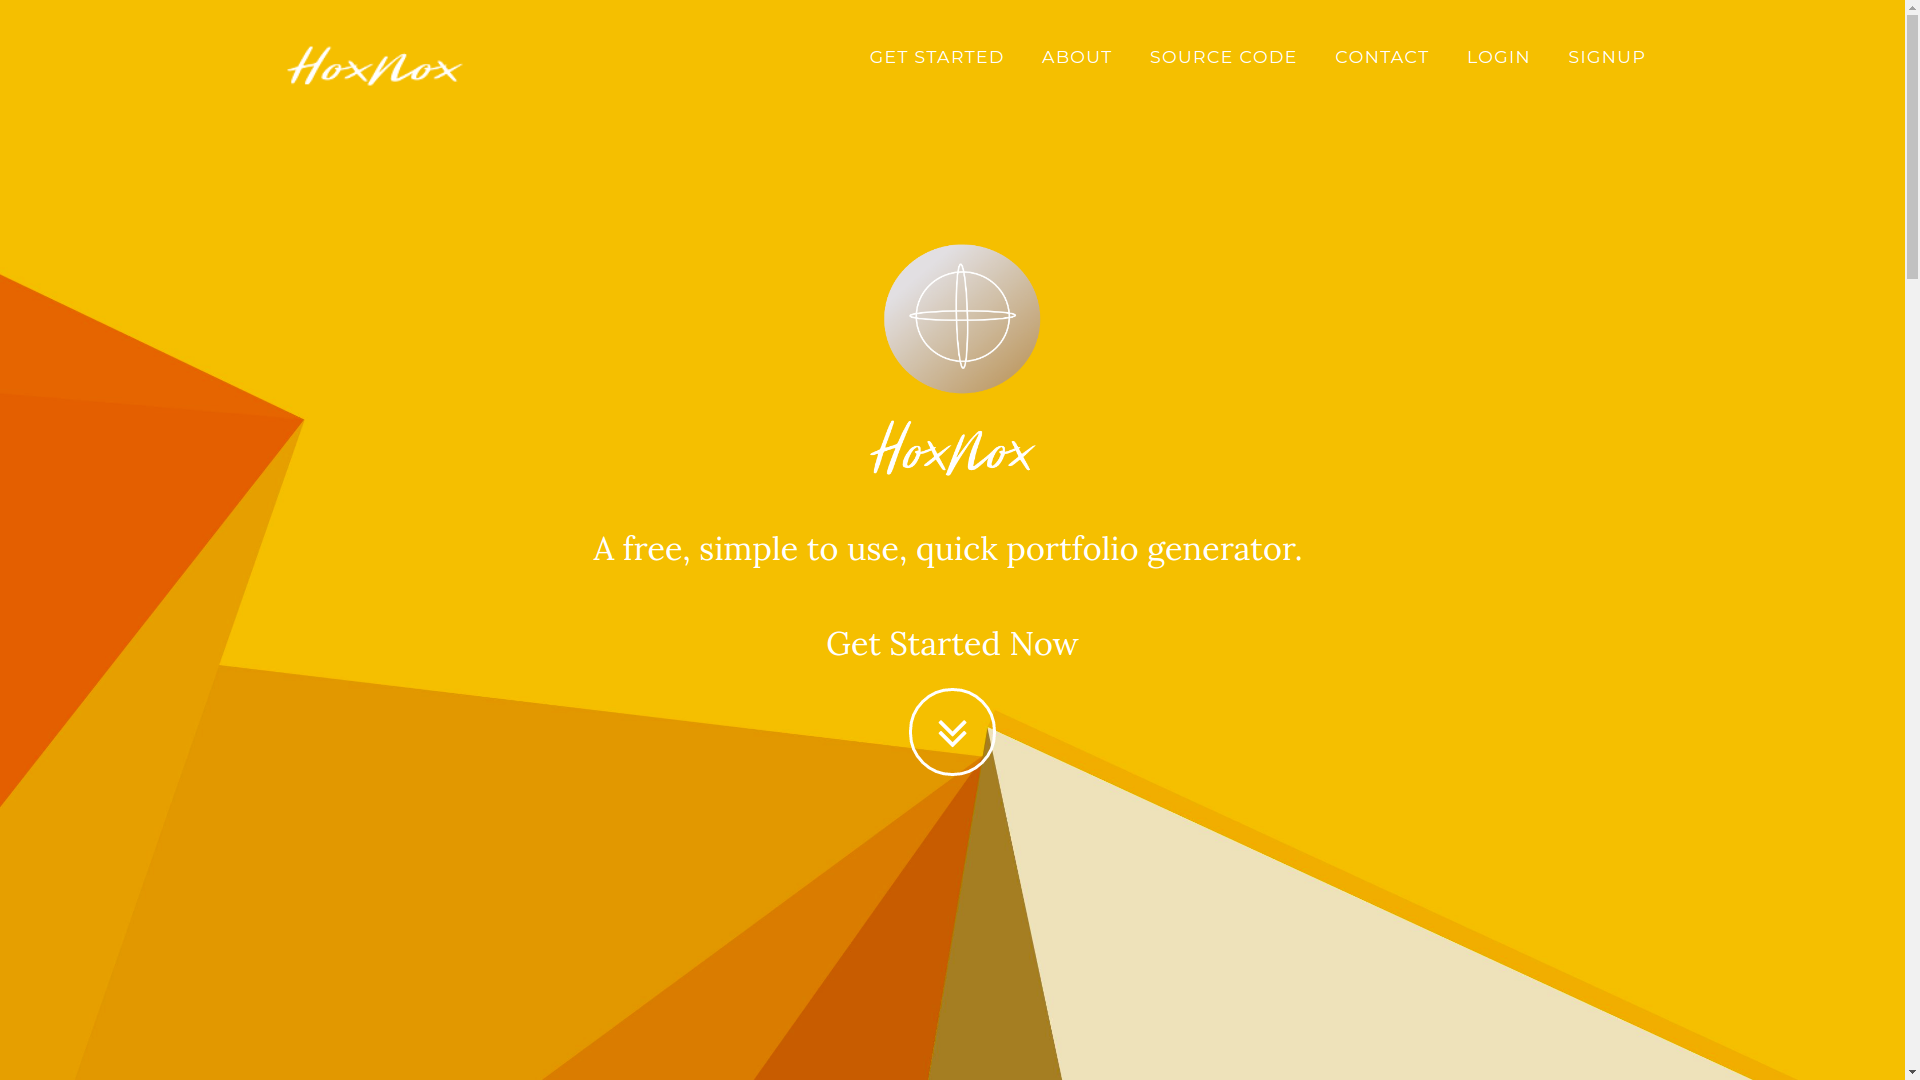 HoxNox
GET STARTED ABOUT SOURCE CODE CONTACT LOGIN SIGNUP
HoxNox
A free, simple to use, quick portfolio generator.
Get Started Now